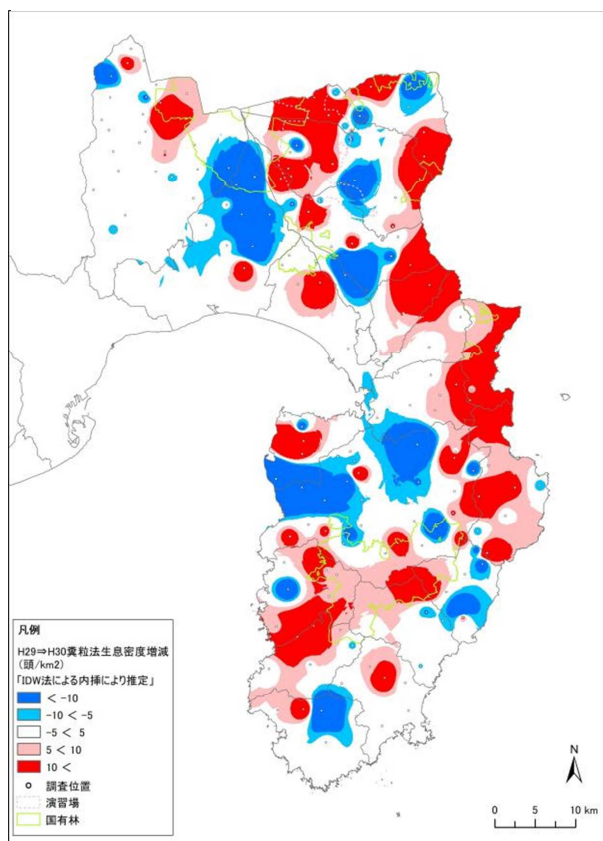 凡例
H29⇒H30糞粒法生息密度増減
(頭/km2)
「IDW法による内挿により推定」
< -10
-10 < -5
-5 < 5
5 < 10
10 <
調査位置
演習場
国有林
N
0 5 10 km